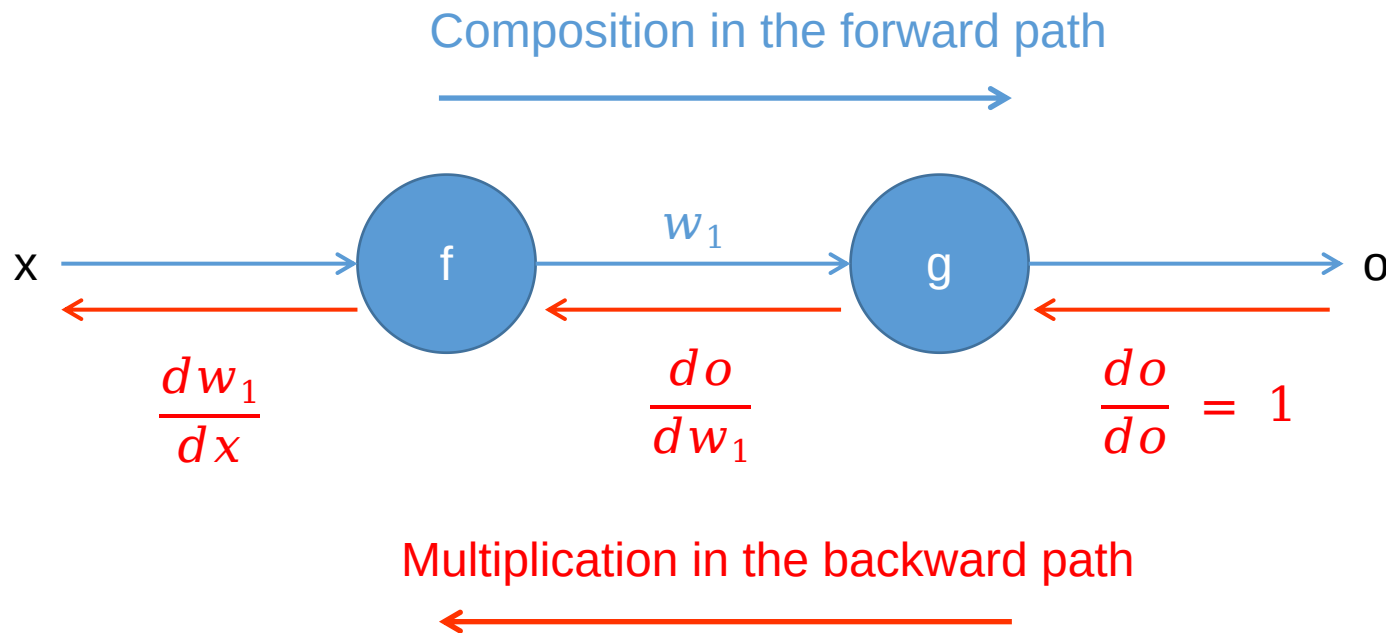 Composition in the forward path
w₁
x f g o
dw₁/dx do/dw₁ do/do = 1
Multiplication in the backward path